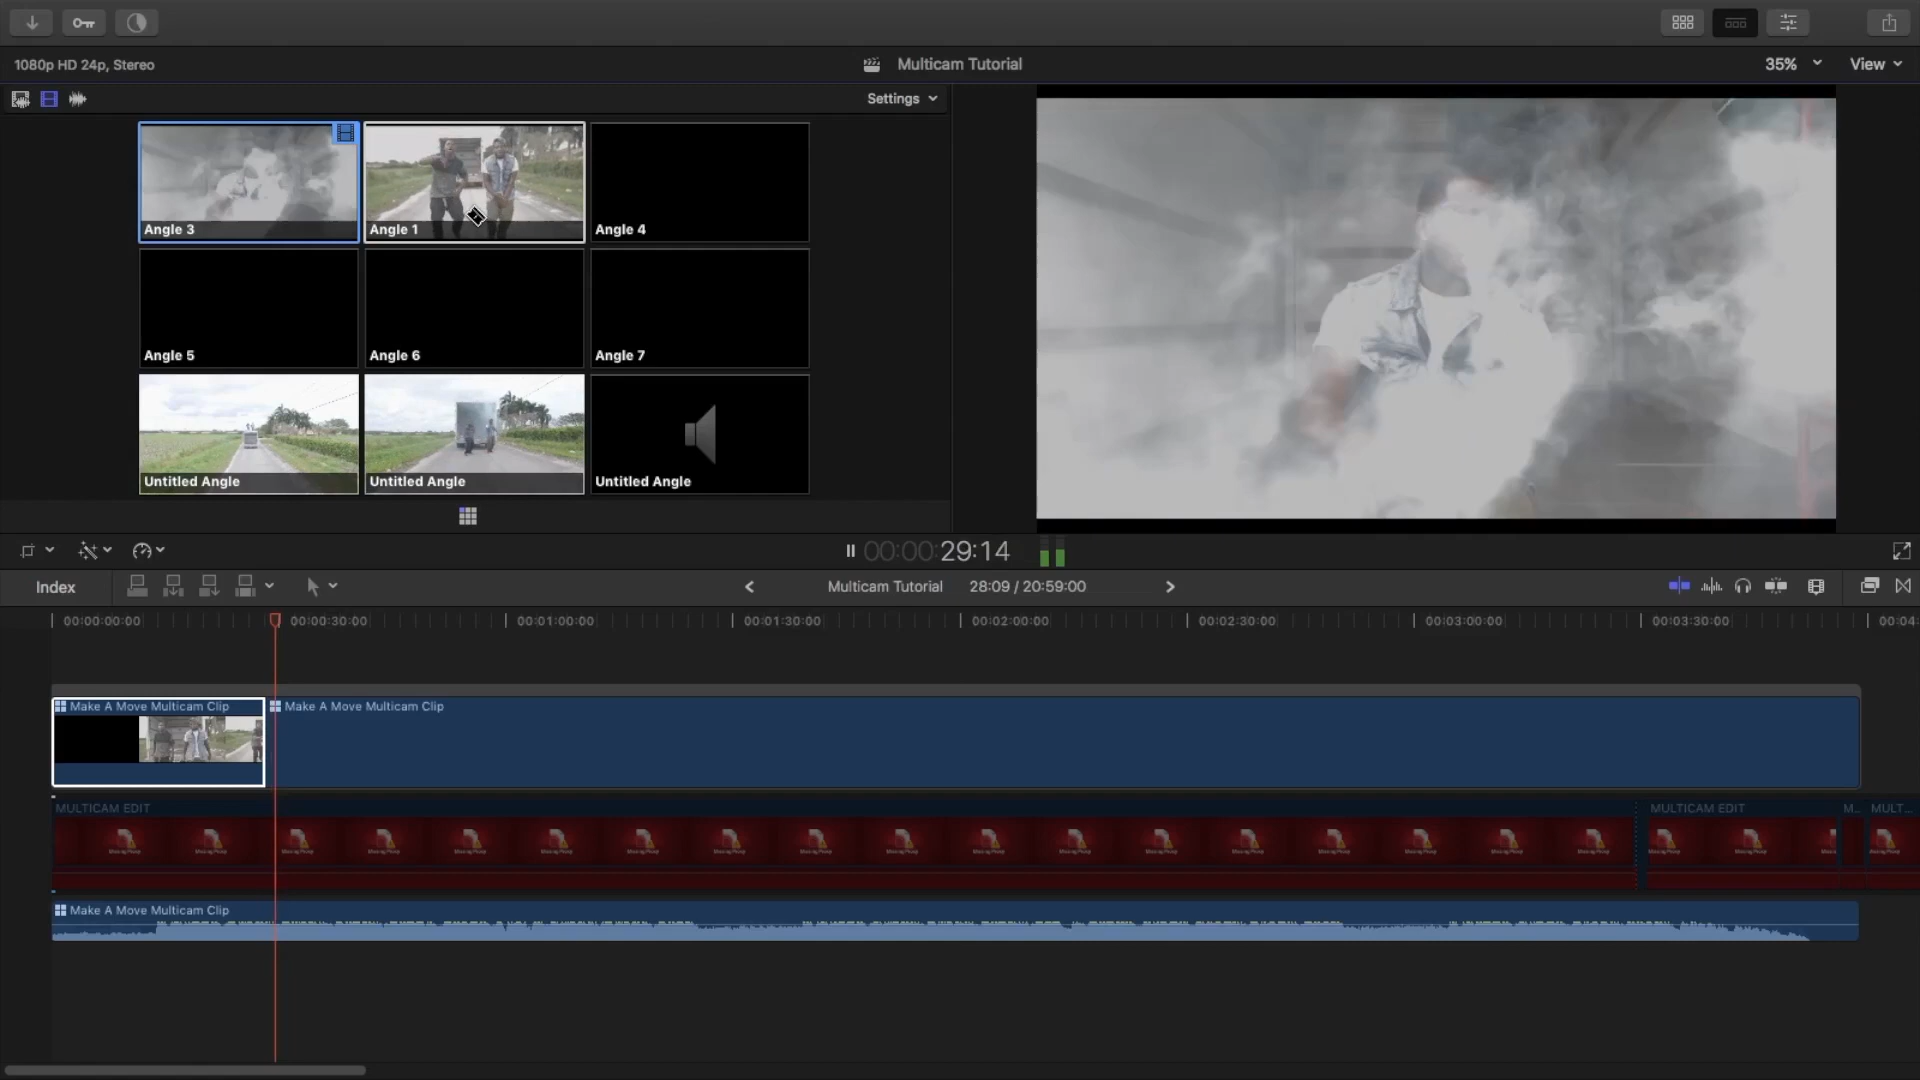 1080p HD 24p, Stereo
Multicam Tutorial
35%
View
Settings
Angle 3
Angle 1
Angle 4
Angle 5
Angle 6
Angle 7
Untitled Angle
Untitled Angle
Untitled Angle
00:00:29:14
Index
Multicam Tutorial
28:09 / 20:59:00
00:00:00:00
00:00:30:00
00:01:00:00
00:01:30:00
00:02:00:00
00:02:30:00
00:03:00:00
00:03:30:00
00:04:
Make A Move Multicam Clip
Make A Move Multicam Clip
MULTICAM EDIT
MULTICAM EDIT
M...
MULT...
Make A Move Multicam Clip